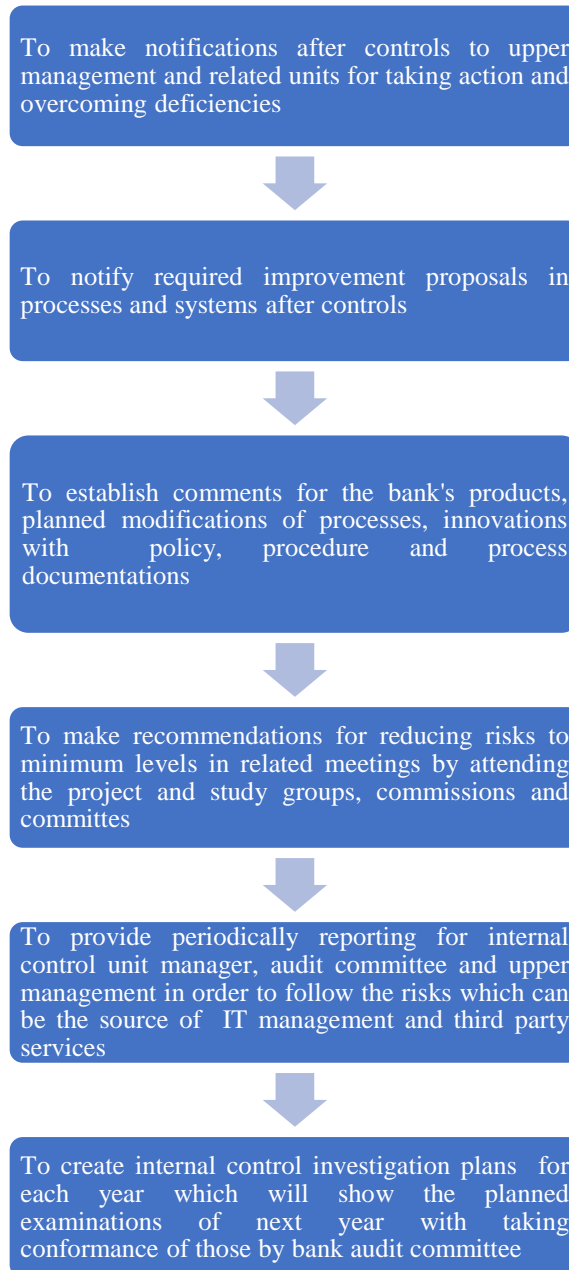 To make notifications after controls to upper
management and related units for taking action and
overcoming deficiencies
To notify required improvement proposals in
processes and systems after controls
To establish comments for the bank's products,
planned modifications of processes, innovations
with policy, procedure and process
documentations
To make recommendations for reducing risks to
minimum levels in related meetings by attending
the project and study groups, commissions and
committes
To provide periodically reporting for internal
control unit manager, audit committee and upper
management in order to follow the risks which can
be the source of IT management and third party
services
To create internal control investigation plans for
each year which will show the planned
examinations of next year with taking
conformance of those by bank audit committee